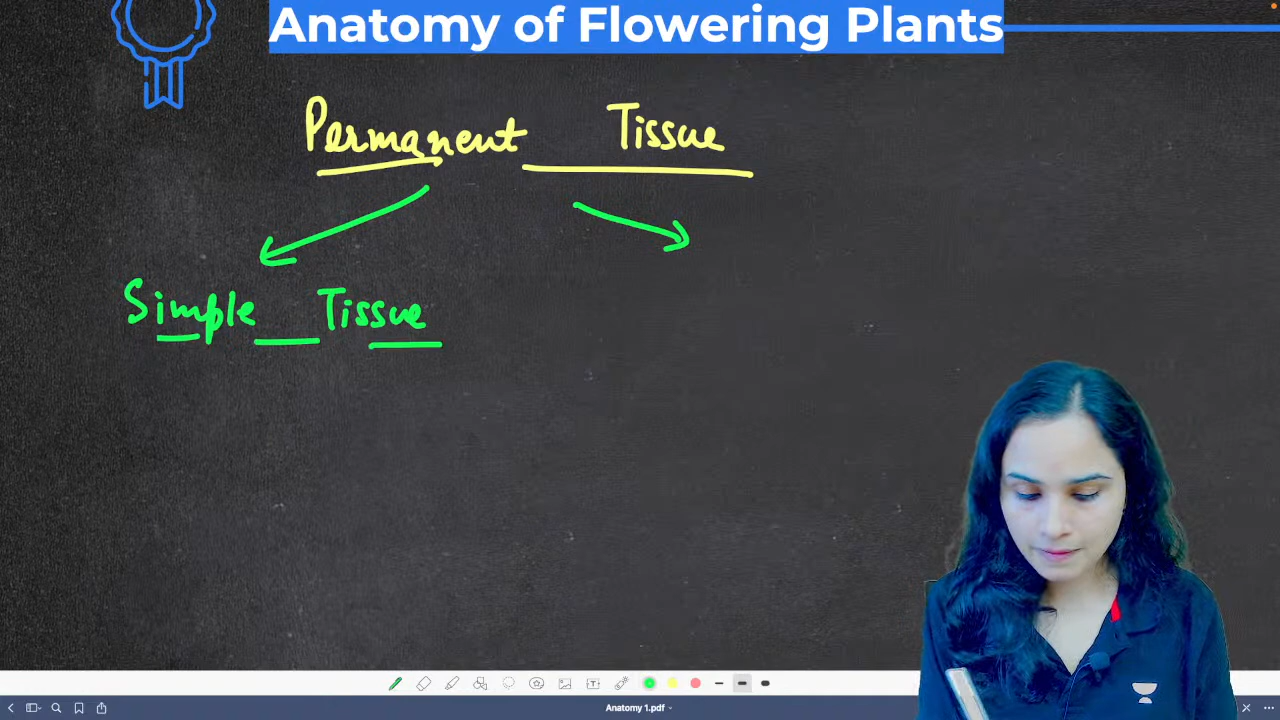 Anatomy of Flowering Plants
Permanent Tissue
Simple Tissue
Anatomy 1.pdf